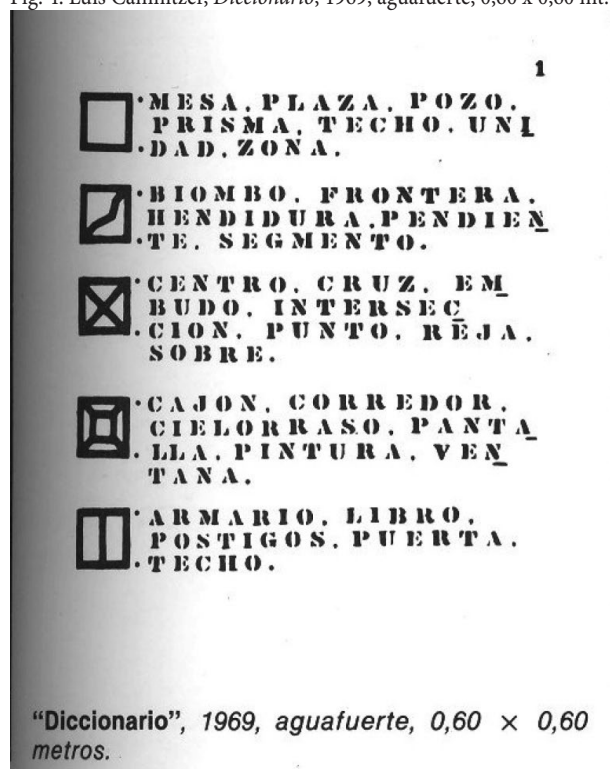 Fig. 4. Luis Camnitzer, Diccionario, 1969, aguafuerte, 0,60 x 0,60 mt.
1
MESA, PLAZA, POZO,
PRISMA, TECHO, UNI
DAD, ZONA.
BIOMBO, FRONTERA,
HENDIDURA, PENDIEN
TE, SEGMENTO.
CENTRO, CRUZ, EM
BUDO, INTERSEC
CION, PUNTO, REJA,
SOBRE.
CAJON, CORREDOR,
CIELORRASO, PANTA
LLA, PINTURA, VEN
TANA.
ARMARIO, LIBRO,
POSTIGOS, PUERTA,
TECHO.
“Diccionario”, 1969, aguafuerte, 0,60 × 0,60
metros.